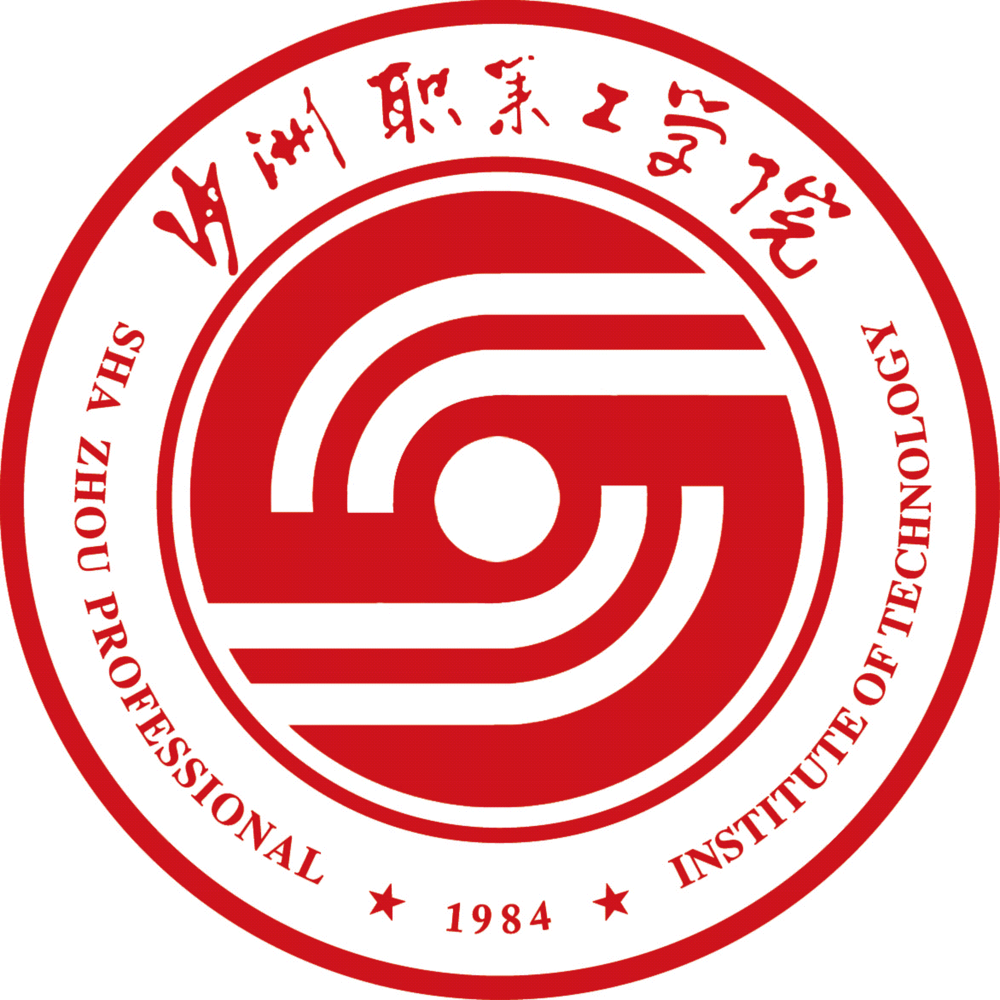 沙洲职业工学院
SHA ZHOU PROFESSIONAL
INSTITUTE OF TECHNOLOGY
1984